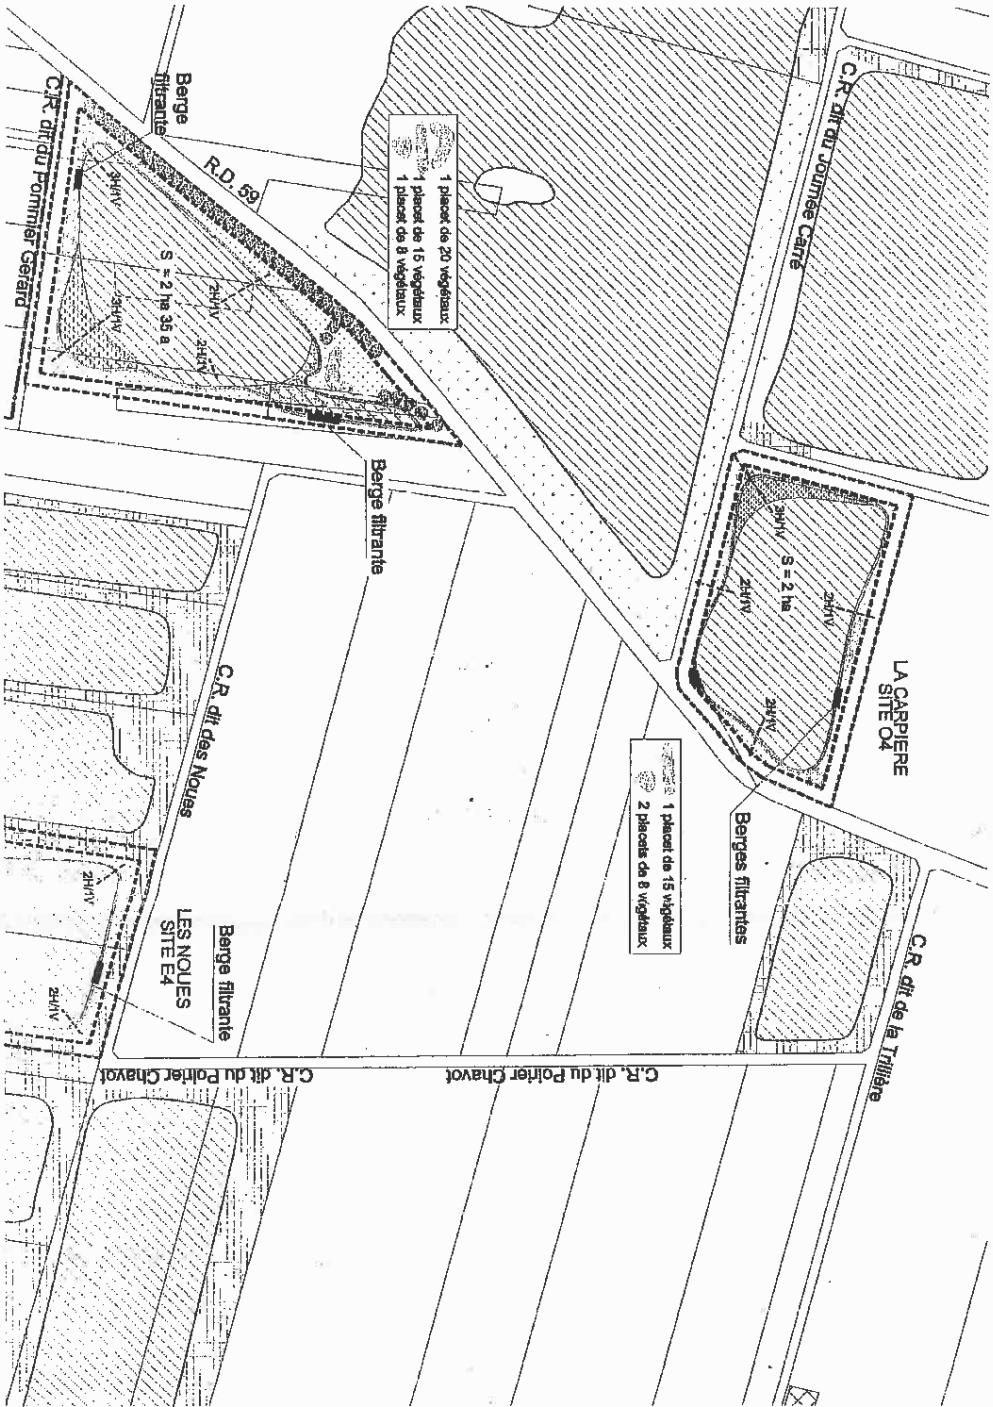 C.R. dit du Journée Carré
LA CARPIERE
SITE O4
3H/1V
S = 2 ha
2H/1V
2H/1V
2H/1V
Berges filtrantes
1 placet de 15 végétaux
2 placets de 8 végétaux
C.R. dit de la Trillière
1 placet de 20 végétaux
1 placet de 15 végétaux
1 placet de 8 végétaux
R.D. 59
Berge
filtrante
3H/1V
2H/1V
S = 2 ha 35 a
3H/1V
2H/1V
C.R. dit du Pommier Gerard
Berge filtrante
C.R. dit des Noues
Berge filtrante
LES NOUES
SITE E4
2H/1V
2H/1V
C.R. dit du Poirier Chavot
C.R. dit du Poirier Chavot